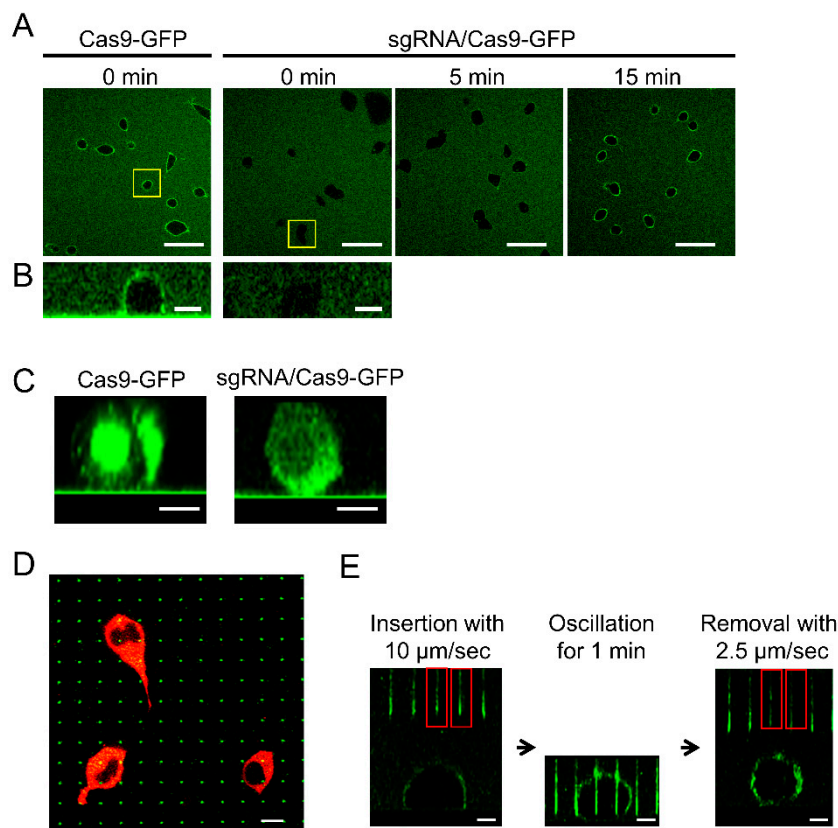 A
Cas9-GFP
sgRNA/Cas9-GFP
0 min
0 min
5 min
15 min
B
C
Cas9-GFP
sgRNA/Cas9-GFP
D
E
Insertion with
10 µm/sec
Oscillation
for 1 min
Removal with
2.5 µm/sec